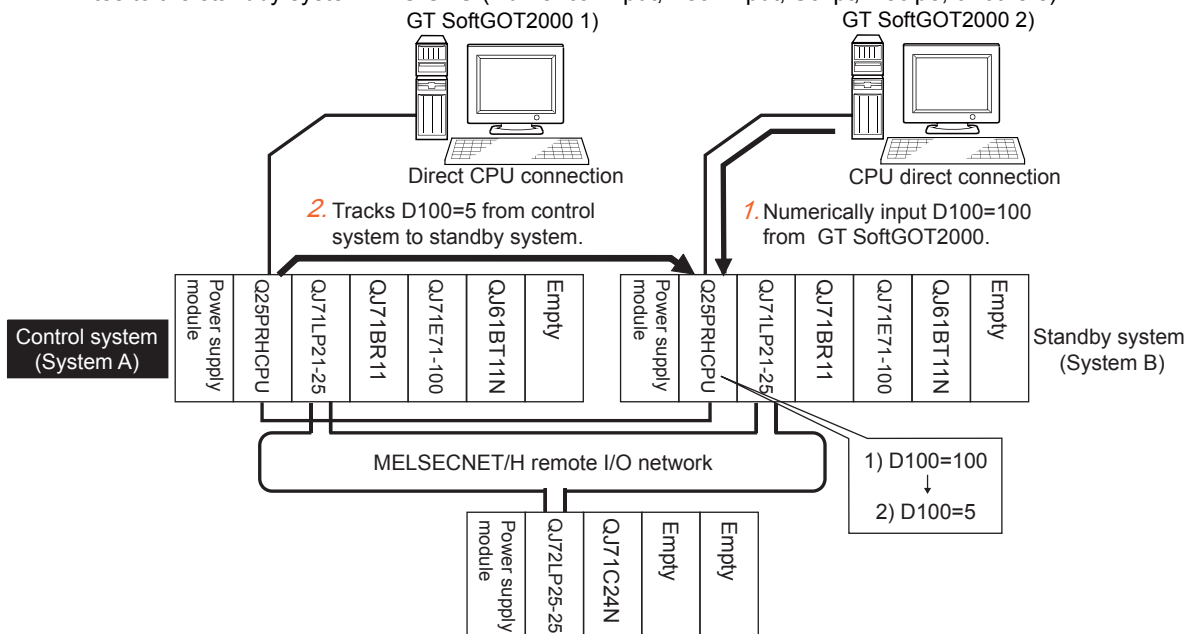 GT SoftGOT2000 1)
GT SoftGOT2000 2)
Direct CPU connection
CPU direct connection
2. Tracks D100=5 from control
system to standby system.
1. Numerically input D100=100
from GT SoftGOT2000.
Control system
(System A)
Power supply
module
Q25PRHCPU
QJ71LP21-25
QJ71BR11
QJ71E71-100
QJ61BT11N
Empty
Power supply
module
Q25PRHCPU
QJ71LP21-25
QJ71BR11
QJ71E71-100
QJ61BT11N
Empty
Standby system
(System B)
MELSECNET/H remote I/O network
1) D100=100
↓
2) D100=5
Power supply
module
QJ72LP25-25
QJ71C24N
Empty
Empty